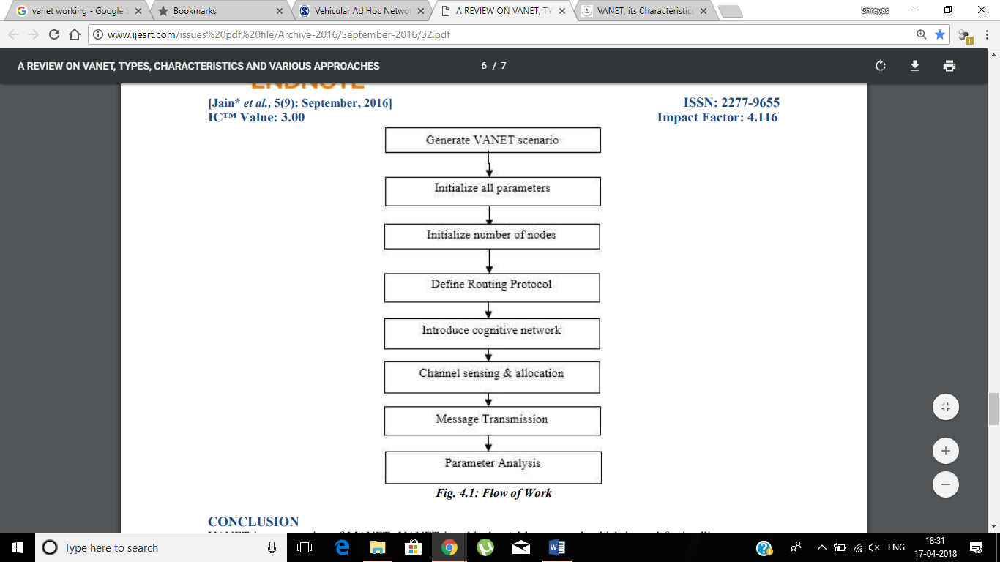 vanet working - Google S
Bookmarks
Vehicular Ad Hoc Networ
A REVIEW ON VANET, TY
VANET, its Characteristic
Shreyas
www.ijesrt.com/issues%20pdf%20file/Archive-2016/September-2016/32.pdf
1
A REVIEW ON VANET, TYPES, CHARACTERISTICS AND VARIOUS APPROACHES
6 / 7
ENDNOTE
[Jain* et al., 5(9): September, 2016]
ISSN: 2277-9655
IC™ Value: 3.00
Impact Factor: 4.116
Generate VANET scenario
Initialize all parameters
Initialize number of nodes
Define Routing Protocol
Introduce cognitive network
Channel sensing & allocation
Message Transmission
Parameter Analysis
Fig. 4.1: Flow of Work
CONCLUSION
Type here to search
ENG
18:31
17-04-2018